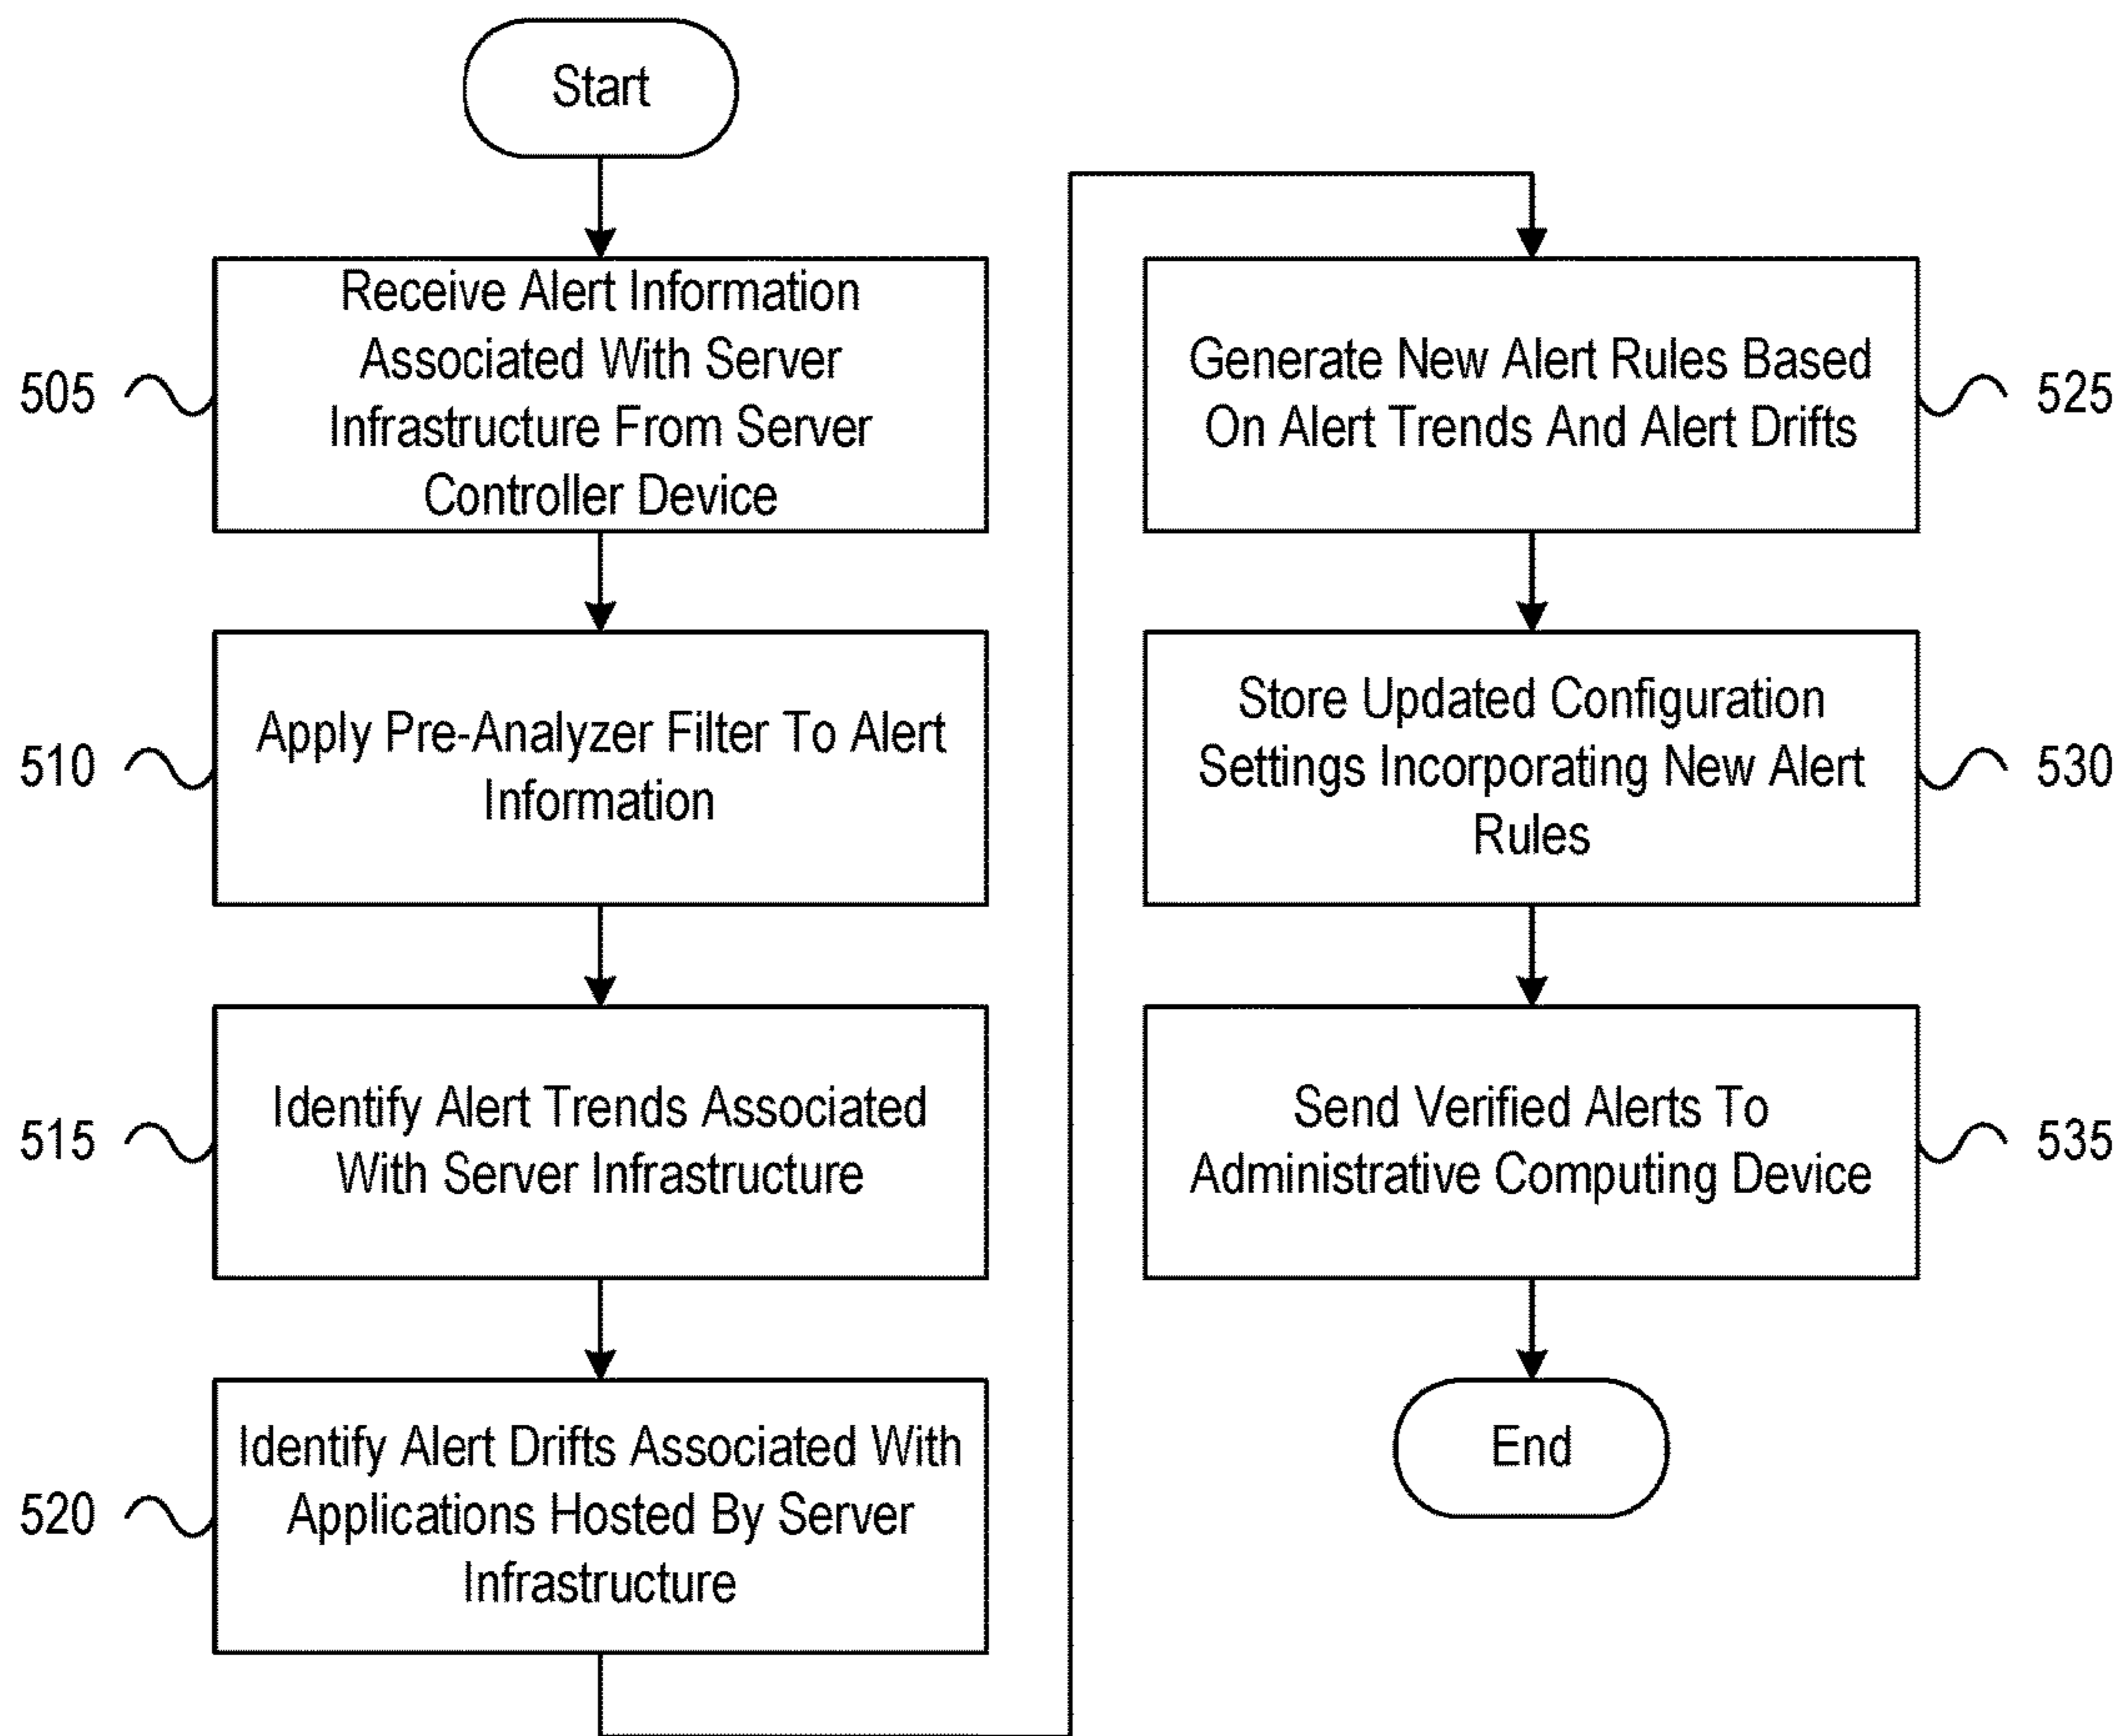 Start
505
Receive Alert Information
Associated With Server
Infrastructure From Server
Controller Device
510
Apply Pre-Analyzer Filter To Alert
Information
515
Identify Alert Trends Associated
With Server Infrastructure
520
Identify Alert Drifts Associated With
Applications Hosted By Server
Infrastructure
Generate New Alert Rules Based
On Alert Trends And Alert Drifts
525
Store Updated Configuration
Settings Incorporating New Alert
Rules
530
Send Verified Alerts To
Administrative Computing Device
535
End